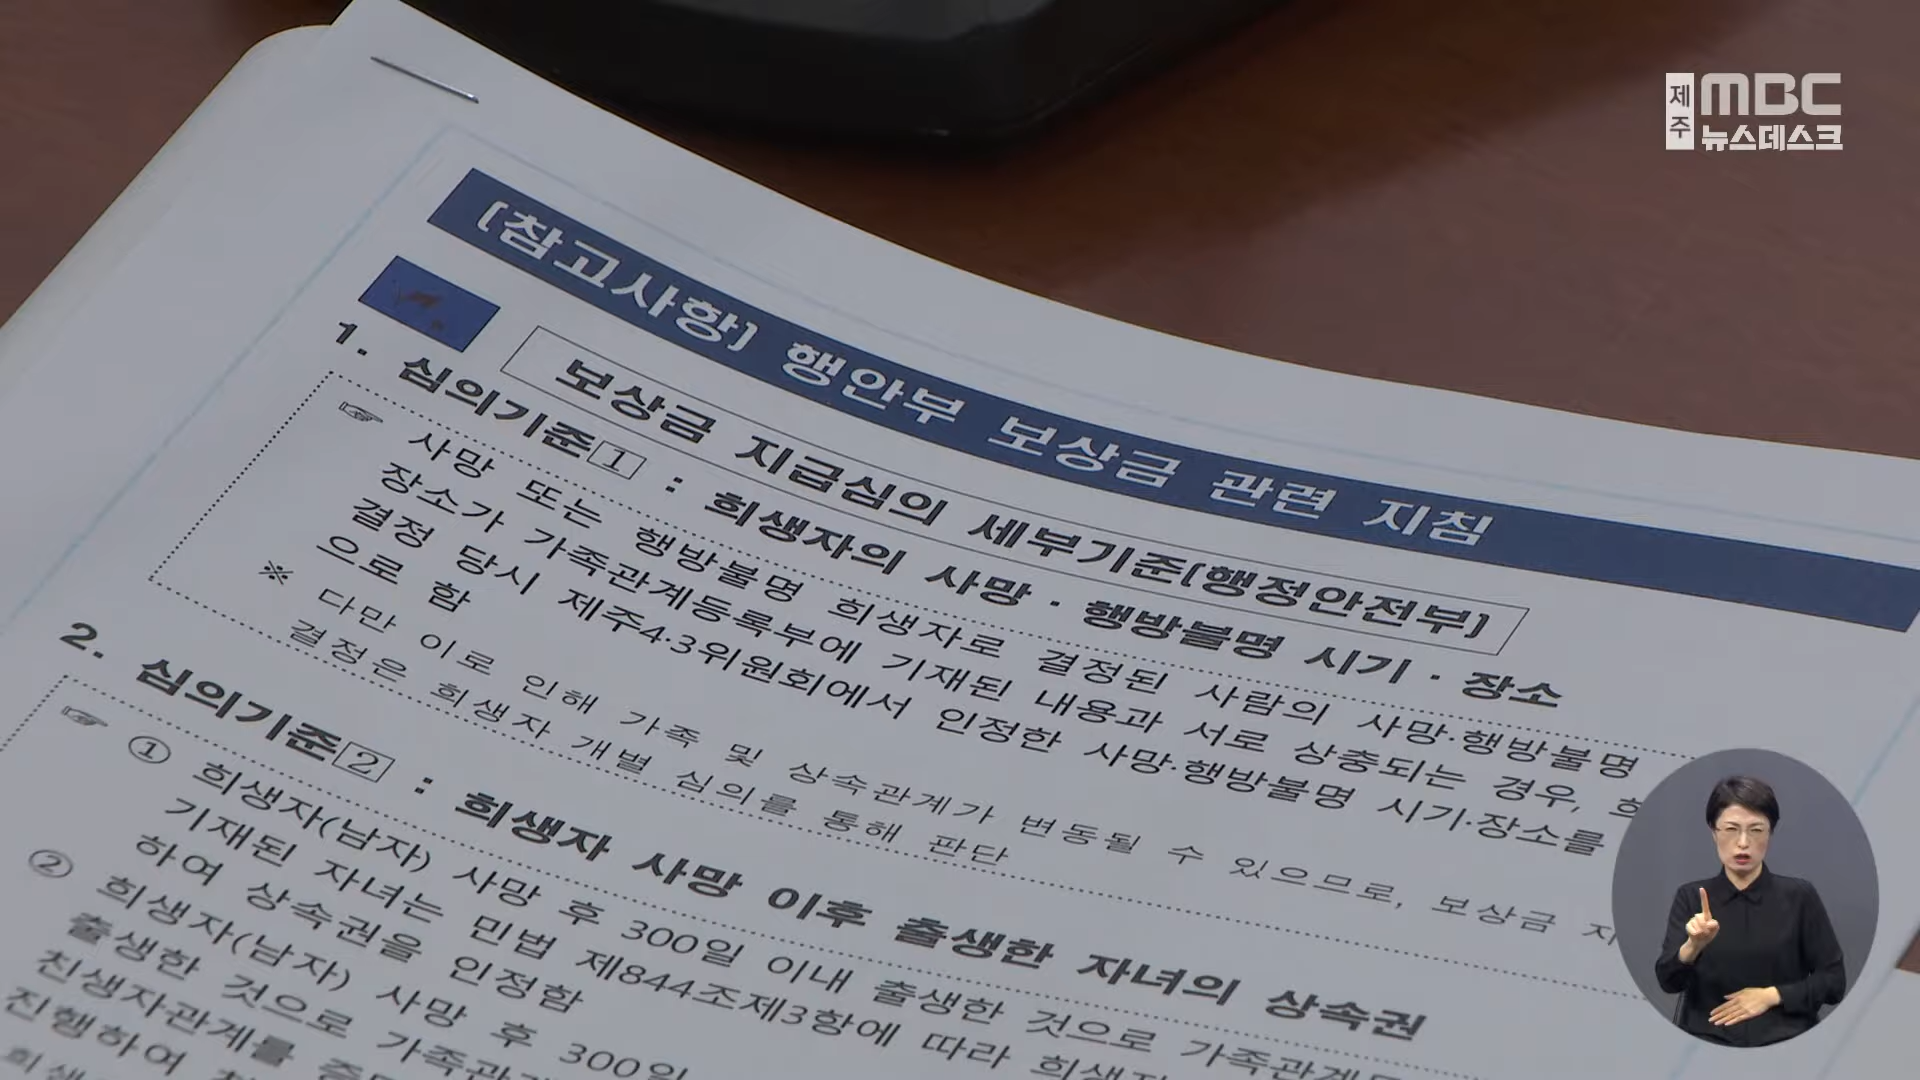 제주 MBC
뉴스데스크
[참고사항] 행안부 보상금 관련 지침
보상금 지급심의 세부기준(행정안전부)
1. 심의기준1 : 희생자의 사망·행방불명 시기·장소
☞ 사망 또는 행방불명 희생자로 결정된 사람의 사망·행방불명
장소가 가족관계등록부에 기재된 내용과 서로 상충되는 경우, 희
결정 당시 제주4·3위원회에서 인정한 사망·행방불명 시기·장소를
으로 함
※ 다만 이로 인해 가족 및 상속관계가 변동될 수 있으므로, 보상금 지
결정은 희생자 개별 심의를 통해 판단
2. 심의기준2 : 희생자 사망 이후 출생한 자녀의 상속권
☞ ① 희생자(남자) 사망 후 300일 이내 출생한 것으로 가족관계등
기재된 자녀는 민법 제844조제3항에 따라 희생자
하여 상속권을 인정함
② 희생자(남자) 사망 후 300일
출생한 것으로 가족관계
친생자관계를
진행하여
희생